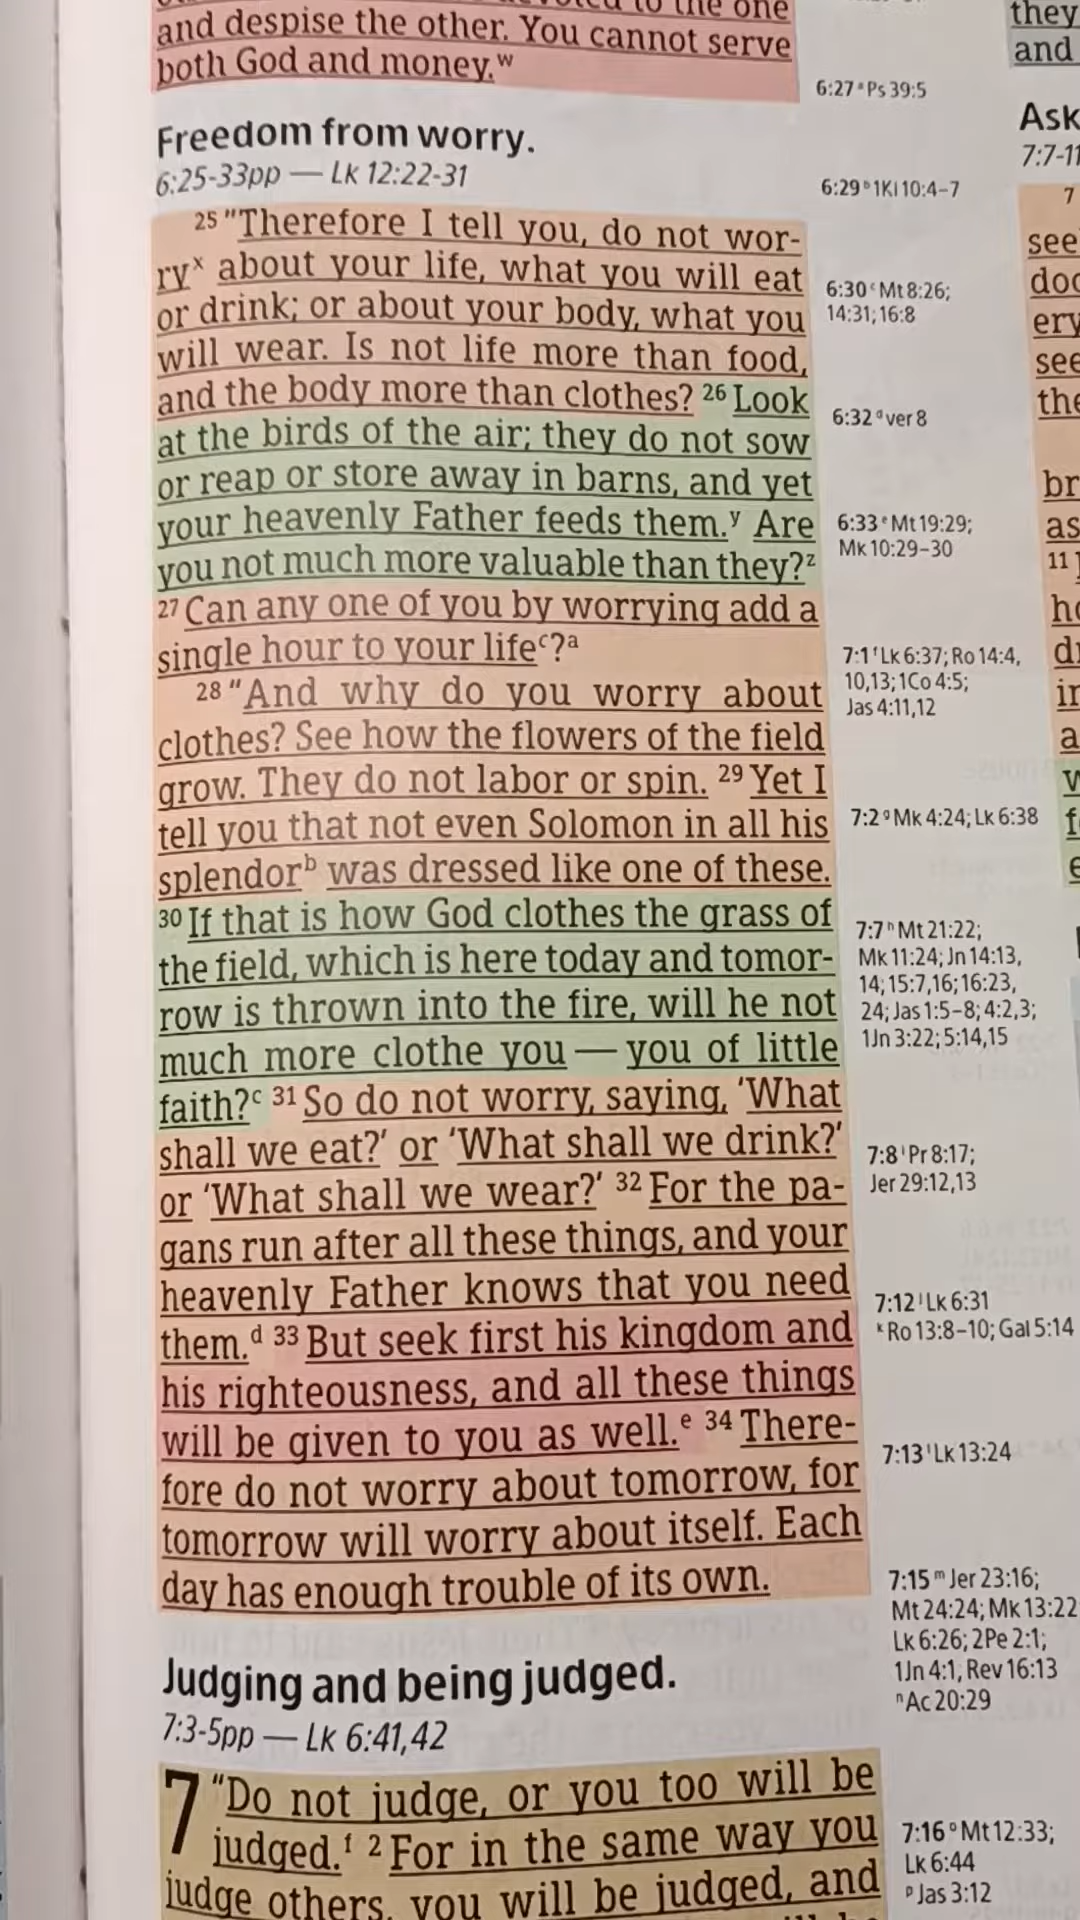 to the one
and despise the other. You cannot serve
both God and money.ʷ
Freedom from worry.
6:25-33pp — Lk 12:22-31
25 "Therefore I tell you, do not wor-
ryˣ about your life, what you will eat
or drink; or about your body, what you
will wear. Is not life more than food,
and the body more than clothes? 26 Look
at the birds of the air; they do not sow
or reap or store away in barns, and yet
your heavenly Father feeds them.ʸ Are
you not much more valuable than they?ᶻ
27 Can any one of you by worrying add a
single hour to your lifeᶜ?ᵃ
28 "And why do you worry about
clothes? See how the flowers of the field
grow. They do not labor or spin. 29 Yet I
tell you that not even Solomon in all his
splendorᵇ was dressed like one of these.
30 If that is how God clothes the grass of
the field, which is here today and tomor-
row is thrown into the fire, will he not
much more clothe you — you of little
faith?ᶜ 31 So do not worry, saying, ‘What
shall we eat?’ or ‘What shall we drink?’
or ‘What shall we wear?’ 32 For the pa-
gans run after all these things, and your
heavenly Father knows that you need
them.ᵈ 33 But seek first his kingdom and
his righteousness, and all these things
will be given to you as well.ᵉ 34 There-
fore do not worry about tomorrow, for
tomorrow will worry about itself. Each
day has enough trouble of its own.
Judging and being judged.
7:3-5pp — Lk 6:41,42
7 "Do not judge, or you too will be
judged.ᶠ 2 For in the same way you
judge others, you will be judged, and
6:27 ᵃ Ps 39:5
6:29 ᵇ 1Ki 10:4–7
6:30 ᶜ Mt 8:26;
14:31; 16:8
6:32 ᵈ ver 8
6:33 ᵉ Mt 19:29;
Mk 10:29–30
7:1 ᶠ Lk 6:37; Ro 14:4,
10,13; 1Co 4:5;
Jas 4:11,12
7:2 ᵍ Mk 4:24; Lk 6:38
7:7 ʰ Mt 21:22;
Mk 11:24; Jn 14:13,
14; 15:7,16; 16:23,
24; Jas 1:5–8; 4:2,3;
1Jn 3:22; 5:14,15
7:8 ⁱ Pr 8:17;
Jer 29:12,13
7:12 ʲ Lk 6:31
ᵏ Ro 13:8–10; Gal 5:14
7:13 ˡ Lk 13:24
7:15 ᵐ Jer 23:16;
Mt 24:24; Mk 13:22
Lk 6:26; 2Pe 2:1;
1Jn 4:1, Rev 16:13
ⁿ Ac 20:29
7:16 ᵒ Mt 12:33;
Lk 6:44
ᵖ Jas 3:12
they
and
Ask
7:7-11
7
see
the
as
11